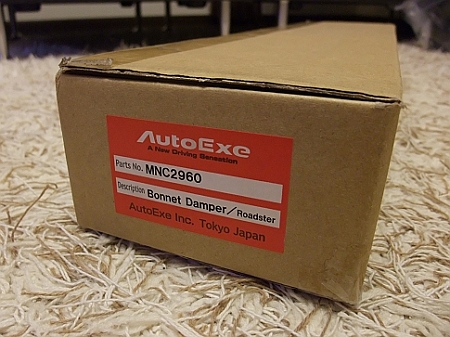 AutoExe
A New Driving Sensation
Parts No. MNC2960
Description Bonnet Damper/Roadster
AutoExe Inc. Tokyo Japan